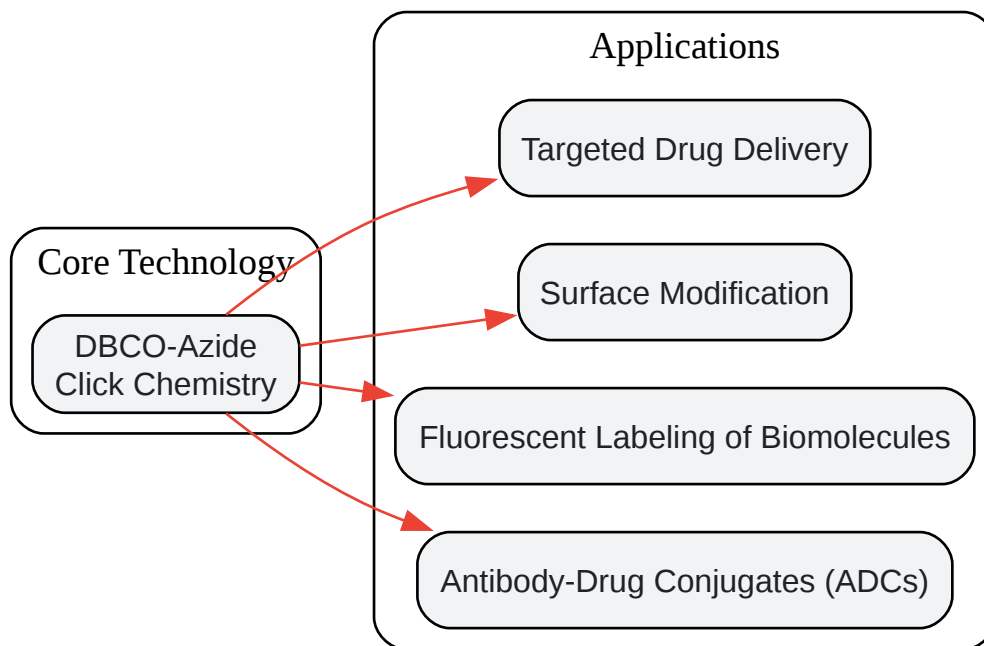 Applications
Targeted Drug Delivery
Surface Modification
Core Technology
DBCO-Azide
Click Chemistry
Fluorescent Labeling of Biomolecules
Antibody-Drug Conjugates (ADCs)